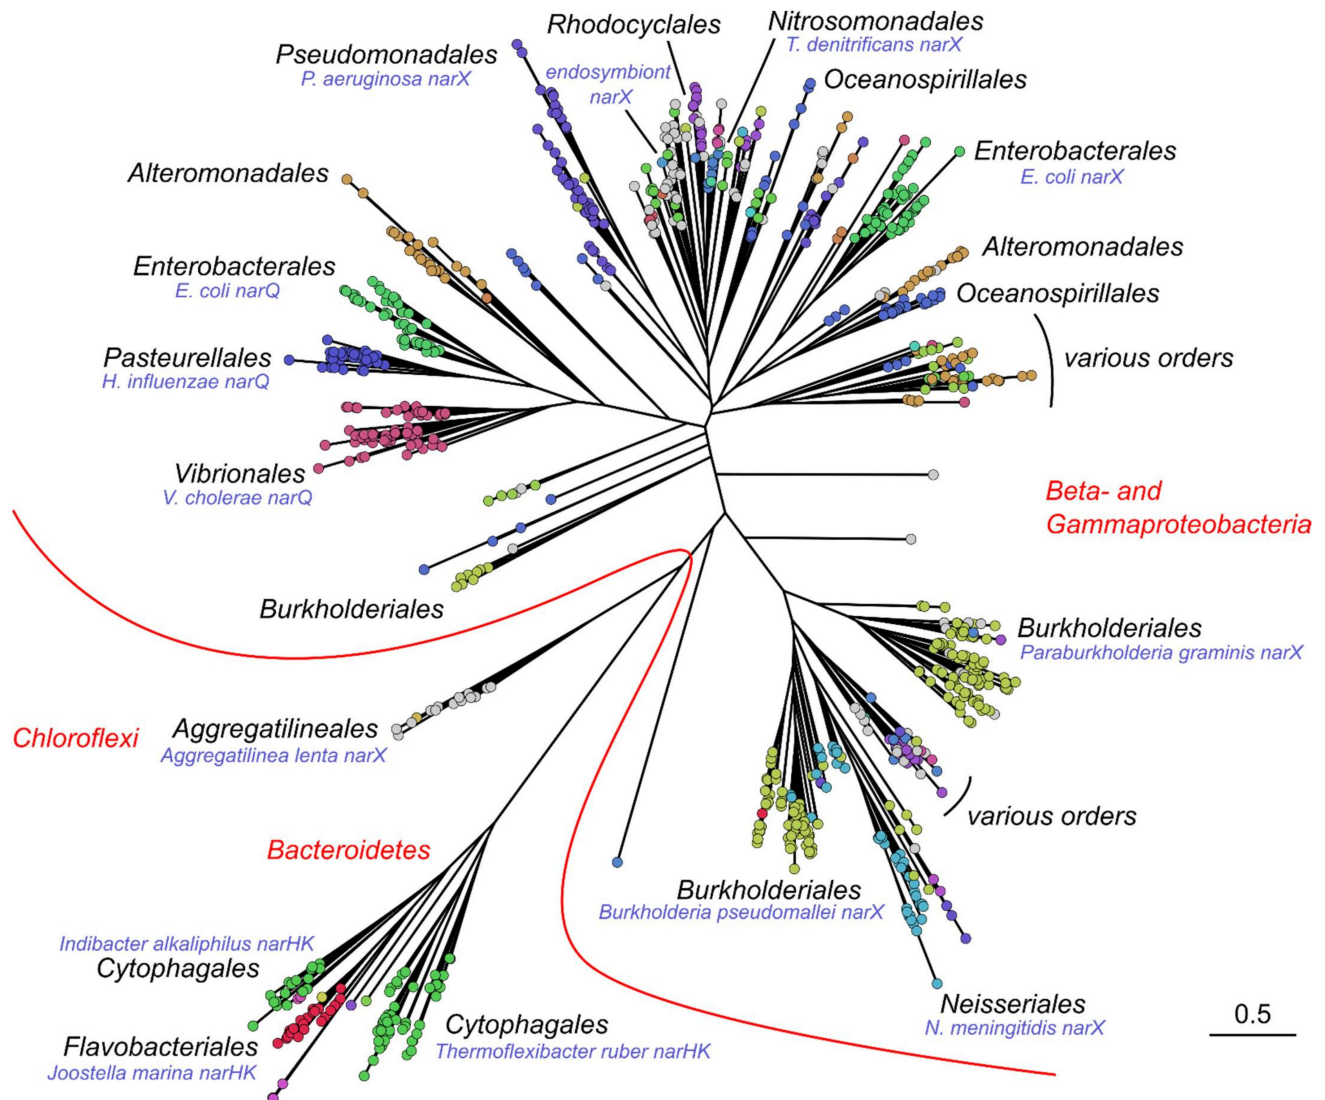 Rhodocyclales
Nitrosomonadales
T. denitrificans narX
Pseudomonadales
P. aeruginosa narX
endosymbiont
narX
Oceanospirillales
Enterobacterales
E. coli narX
Alteromonadales
Alteromonadales
Enterobacterales
E. coli narQ
Oceanospirillales
Pasteurellales
H. influenzae narQ
various orders
Vibrionales
V. cholerae narQ
Beta- and
Gammaproteobacteria
Burkholderiales
Burkholderiales
Paraburkholderia graminis narX
Chloroflexi
Aggregatilineales
Aggregatilinea lenta narX
various orders
Bacteroidetes
Burkholderiales
Burkholderia pseudomallei narX
Indibacter alkaliphilus narHK
Cytophagales
Neisseriales
N. meningitidis narX
0.5
Cytophagales
Thermoflexibacter ruber narHK
Flavobacteriales
Joostella marina narHK